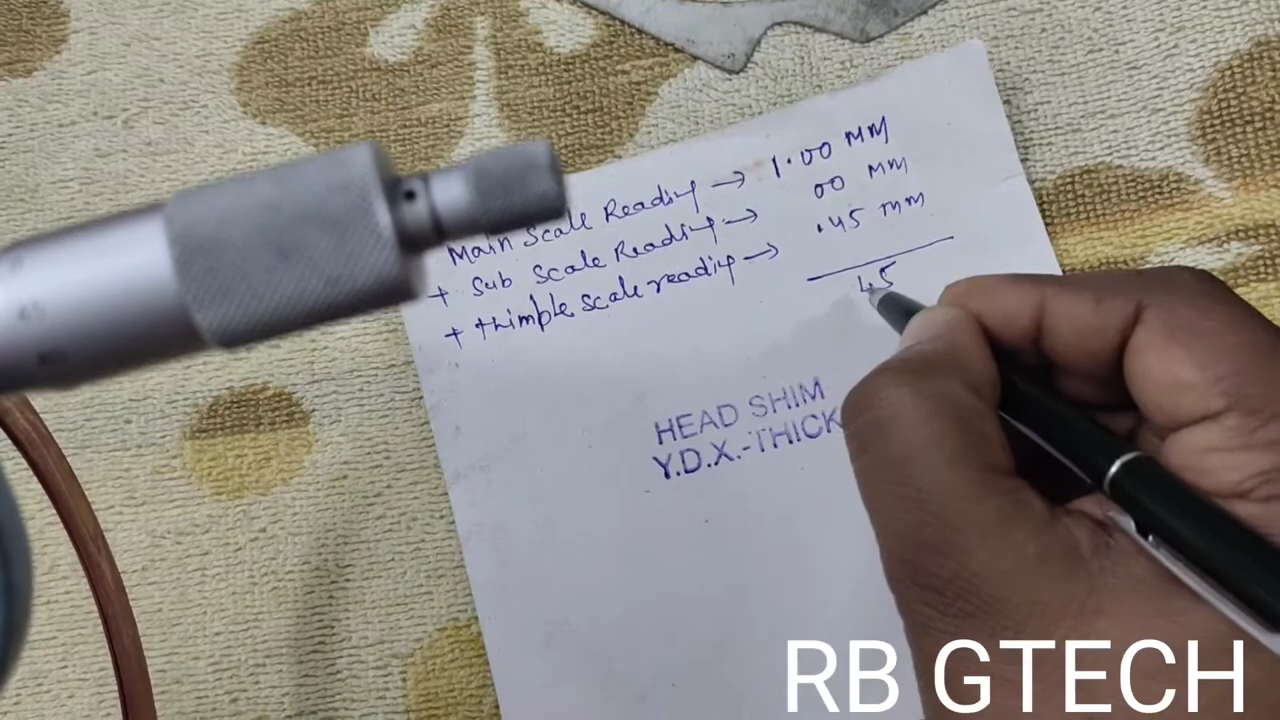 Main Scale Reading → 1.00 MM
+ Sub Scale Reading → 00 MM
+ thimble scale reading → .45 mm
45
HEAD SHIM
Y.D.X.-THICK
RB GTECH